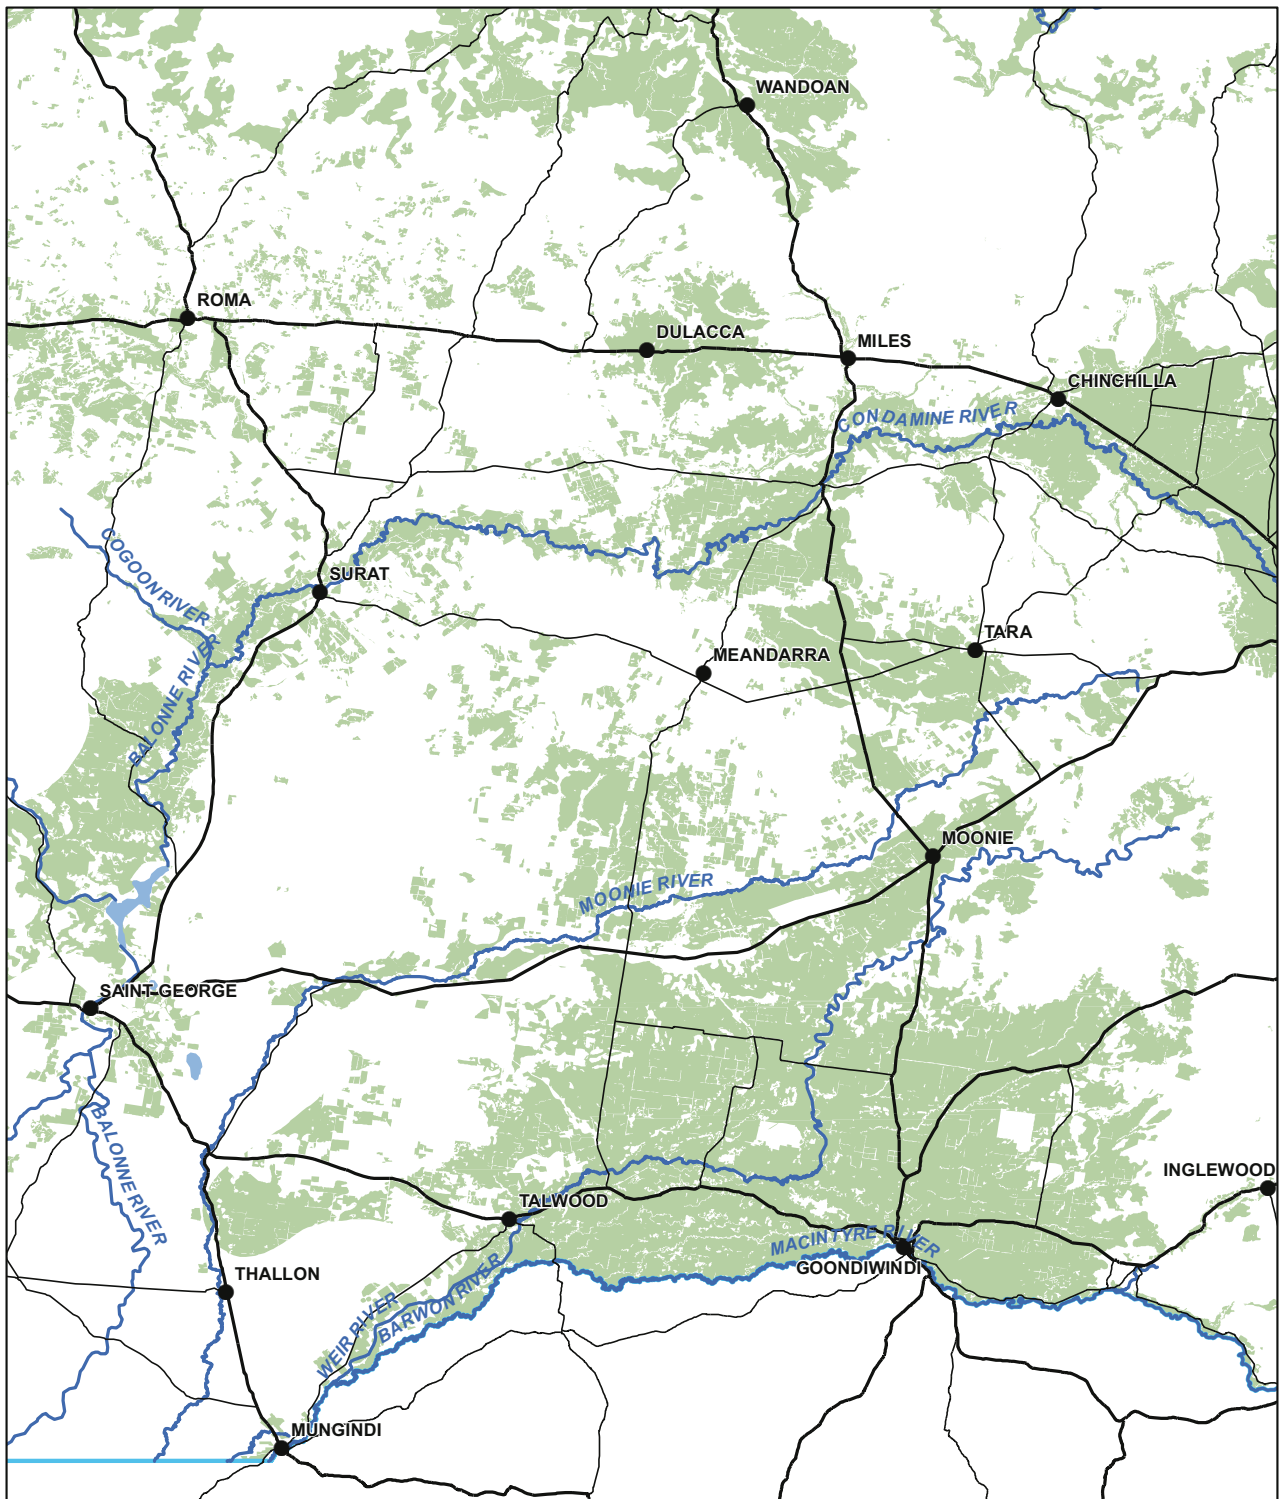 WANDOAN
ROMA
DULACCA
MILES
CHINCHILLA
CONDAMINE RIVER
COGOON RIVER
SURAT
BALONNE RIVER
MEANDARRA
TARA
MOONIE
MOONIE RIVER
SAINT GEORGE
BALONNE RIVER
INGLEWOOD
TALWOOD
MACINTYRE RIVER
GOONDIWINDI
THALLON
WEIR RIVER
BARWON RIVER
MUNGINDI